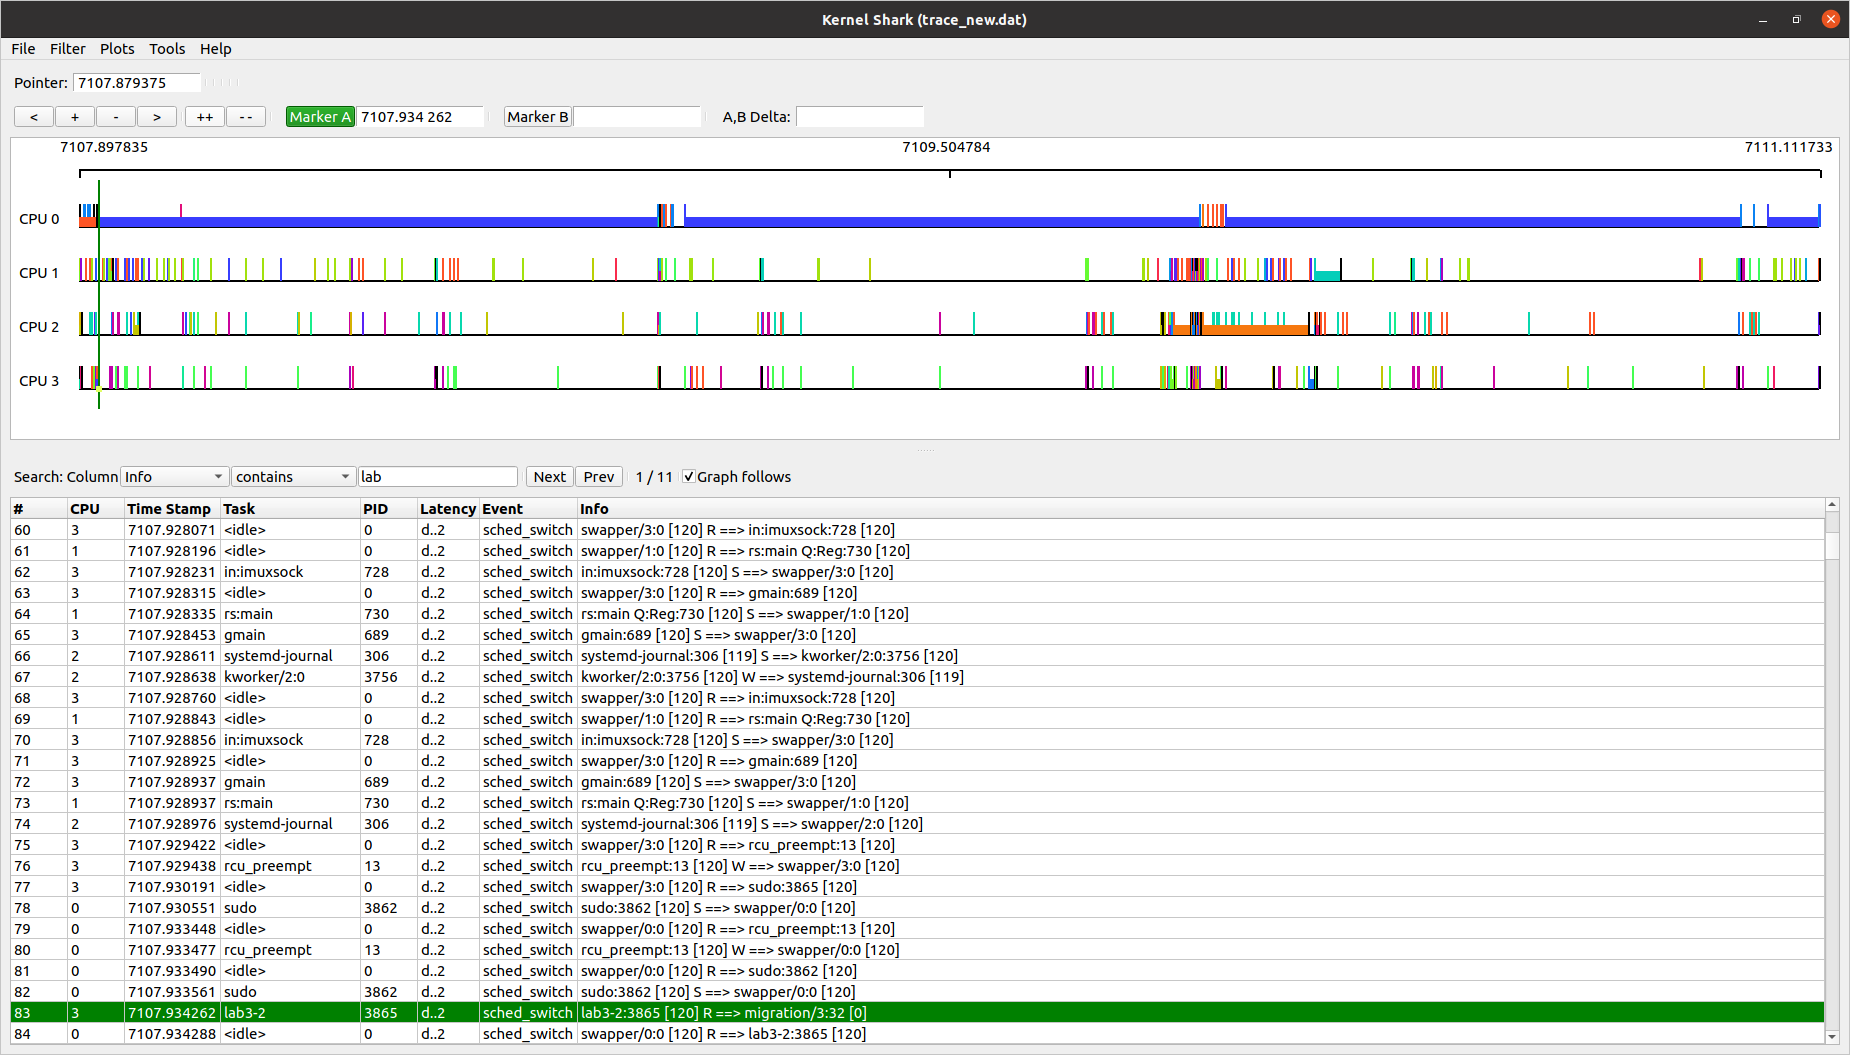 Kernel Shark (trace_new.dat)
File Filter Plots Tools Help
Pointer: 7107.879375
< + - > ++ -- Marker A 7107.934 262 Marker B A,B Delta:
7107.897835 7109.504784 7111.111733
CPU 0
CPU 1
CPU 2
CPU 3
Search: Column Info contains lab Next Prev 1 / 11 Graph follows
# CPU Time Stamp Task PID Latency Event Info
60 3 7107.928071 <idle> 0 d..2 sched_switch swapper/3:0 [120] R ==> in:imuxsock:728 [120]
61 1 7107.928196 <idle> 0 d..2 sched_switch swapper/1:0 [120] R ==> rs:main Q:Reg:730 [120]
62 3 7107.928231 in:imuxsock 728 d..2 sched_switch in:imuxsock:728 [120] S ==> swapper/3:0 [120]
63 3 7107.928315 <idle> 0 d..2 sched_switch swapper/3:0 [120] R ==> gmain:689 [120]
64 1 7107.928335 rs:main 730 d..2 sched_switch rs:main Q:Reg:730 [120] S ==> swapper/1:0 [120]
65 3 7107.928453 gmain 689 d..2 sched_switch gmain:689 [120] S ==> swapper/3:0 [120]
66 2 7107.928611 systemd-journal 306 d..2 sched_switch systemd-journal:306 [119] S ==> kworker/2:0:3756 [120]
67 2 7107.928638 kworker/2:0 3756 d..2 sched_switch kworker/2:0:3756 [120] W ==> systemd-journal:306 [119]
68 3 7107.928760 <idle> 0 d..2 sched_switch swapper/3:0 [120] R ==> in:imuxsock:728 [120]
69 1 7107.928843 <idle> 0 d..2 sched_switch swapper/1:0 [120] R ==> rs:main Q:Reg:730 [120]
70 3 7107.928856 in:imuxsock 728 d..2 sched_switch in:imuxsock:728 [120] S ==> swapper/3:0 [120]
71 3 7107.928925 <idle> 0 d..2 sched_switch swapper/3:0 [120] R ==> gmain:689 [120]
72 3 7107.928937 gmain 689 d..2 sched_switch gmain:689 [120] S ==> swapper/3:0 [120]
73 1 7107.928937 rs:main 730 d..2 sched_switch rs:main Q:Reg:730 [120] S ==> swapper/1:0 [120]
74 2 7107.928976 systemd-journal 306 d..2 sched_switch systemd-journal:306 [119] S ==> swapper/2:0 [120]
75 3 7107.929422 <idle> 0 d..2 sched_switch swapper/3:0 [120] R ==> rcu_preempt:13 [120]
76 3 7107.929438 rcu_preempt 13 d..2 sched_switch rcu_preempt:13 [120] W ==> swapper/3:0 [120]
77 3 7107.930191 <idle> 0 d..2 sched_switch swapper/3:0 [120] R ==> sudo:3865 [120]
78 0 7107.930551 sudo 3862 d..2 sched_switch sudo:3862 [120] S ==> swapper/0:0 [120]
79 0 7107.933448 <idle> 0 d..2 sched_switch swapper/0:0 [120] R ==> rcu_preempt:13 [120]
80 0 7107.933477 rcu_preempt 13 d..2 sched_switch rcu_preempt:13 [120] W ==> swapper/0:0 [120]
81 0 7107.933490 <idle> 0 d..2 sched_switch swapper/0:0 [120] R ==> sudo:3862 [120]
82 0 7107.933561 sudo 3862 d..2 sched_switch sudo:3862 [120] S ==> swapper/0:0 [120]
83 3 7107.934262 lab3-2 3865 d..2 sched_switch lab3-2:3865 [120] R ==> migration/3:32 [0]
84 0 7107.934288 <idle> 0 d..2 sched_switch swapper/0:0 [120] R ==> lab3-2:3865 [120]